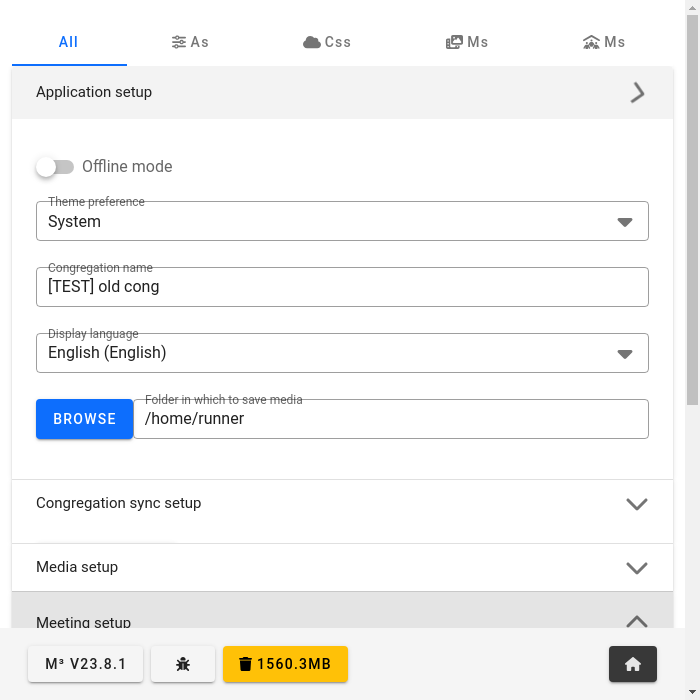 All
As
Css
Ms
Ms
Application setup
Offline mode
Theme preference
System
Congregation name
[TEST] old cong
Display language
English (English)
BROWSE
Folder in which to save media
/home/runner
Congregation sync setup
Media setup
Meeting setup
M³ V23.8.1
1560.3MB